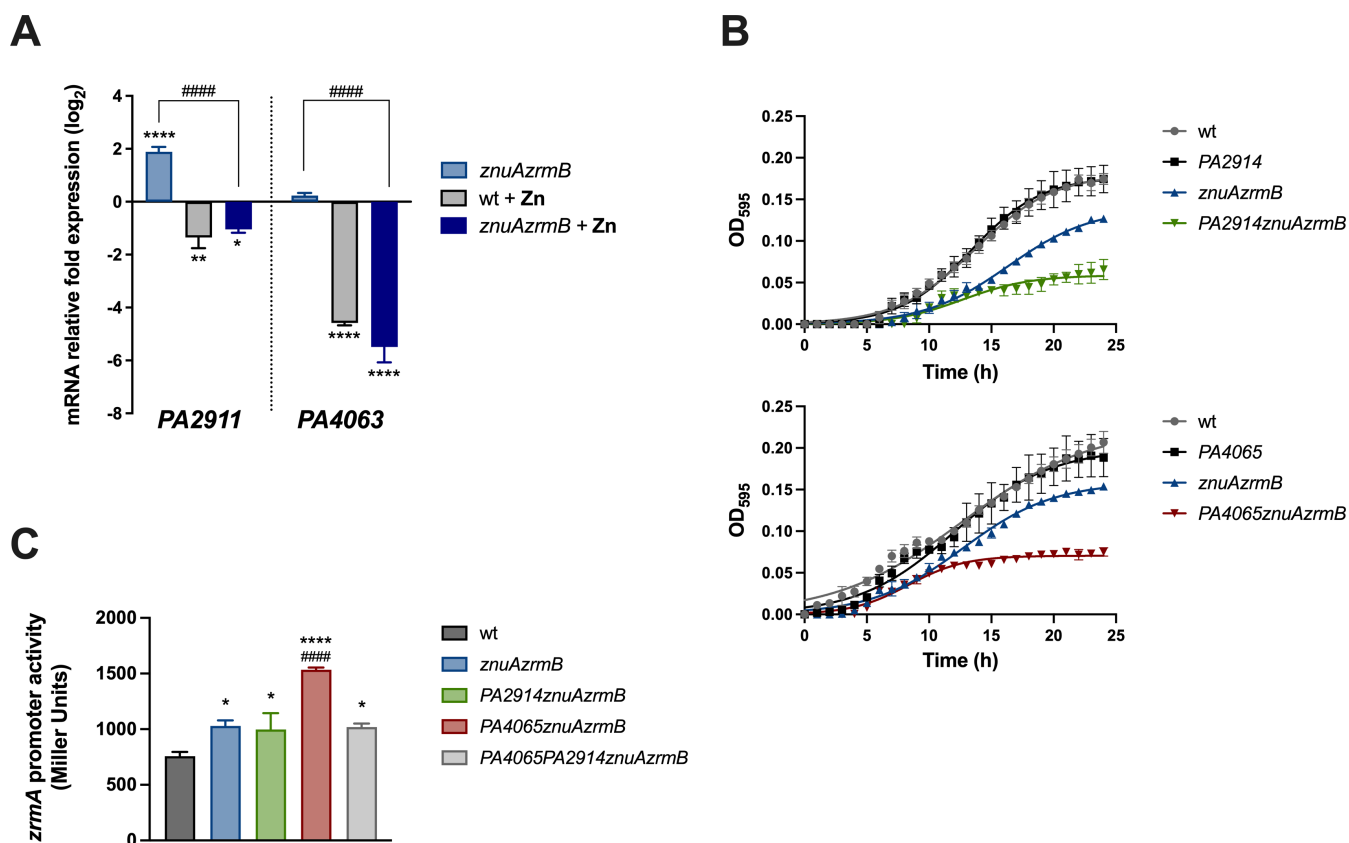 A
mRNA relative fold expression (log2)
4
2
0
-2
-4
-6
-8
####
####
****
**
*
****
****
PA2911
PA4063
znuAzrmB
wt + Zn
znuAzrmB + Zn
B
OD595
0.25
0.20
0.15
0.10
0.05
0.00
0
5
10
15
20
25
Time (h)
wt
PA2914
znuAzrmB
PA2914znuAzrmB
OD595
0.25
0.20
0.15
0.10
0.05
0.00
0
5
10
15
20
25
Time (h)
wt
PA4065
znuAzrmB
PA4065znuAzrmB
C
zrmA promoter activity
(Miller Units)
2000
1500
1000
500
0
*
*
****
####
*
wt
znuAzrmB
PA2914znuAzrmB
PA4065znuAzrmB
PA4065PA2914znuAzrmB